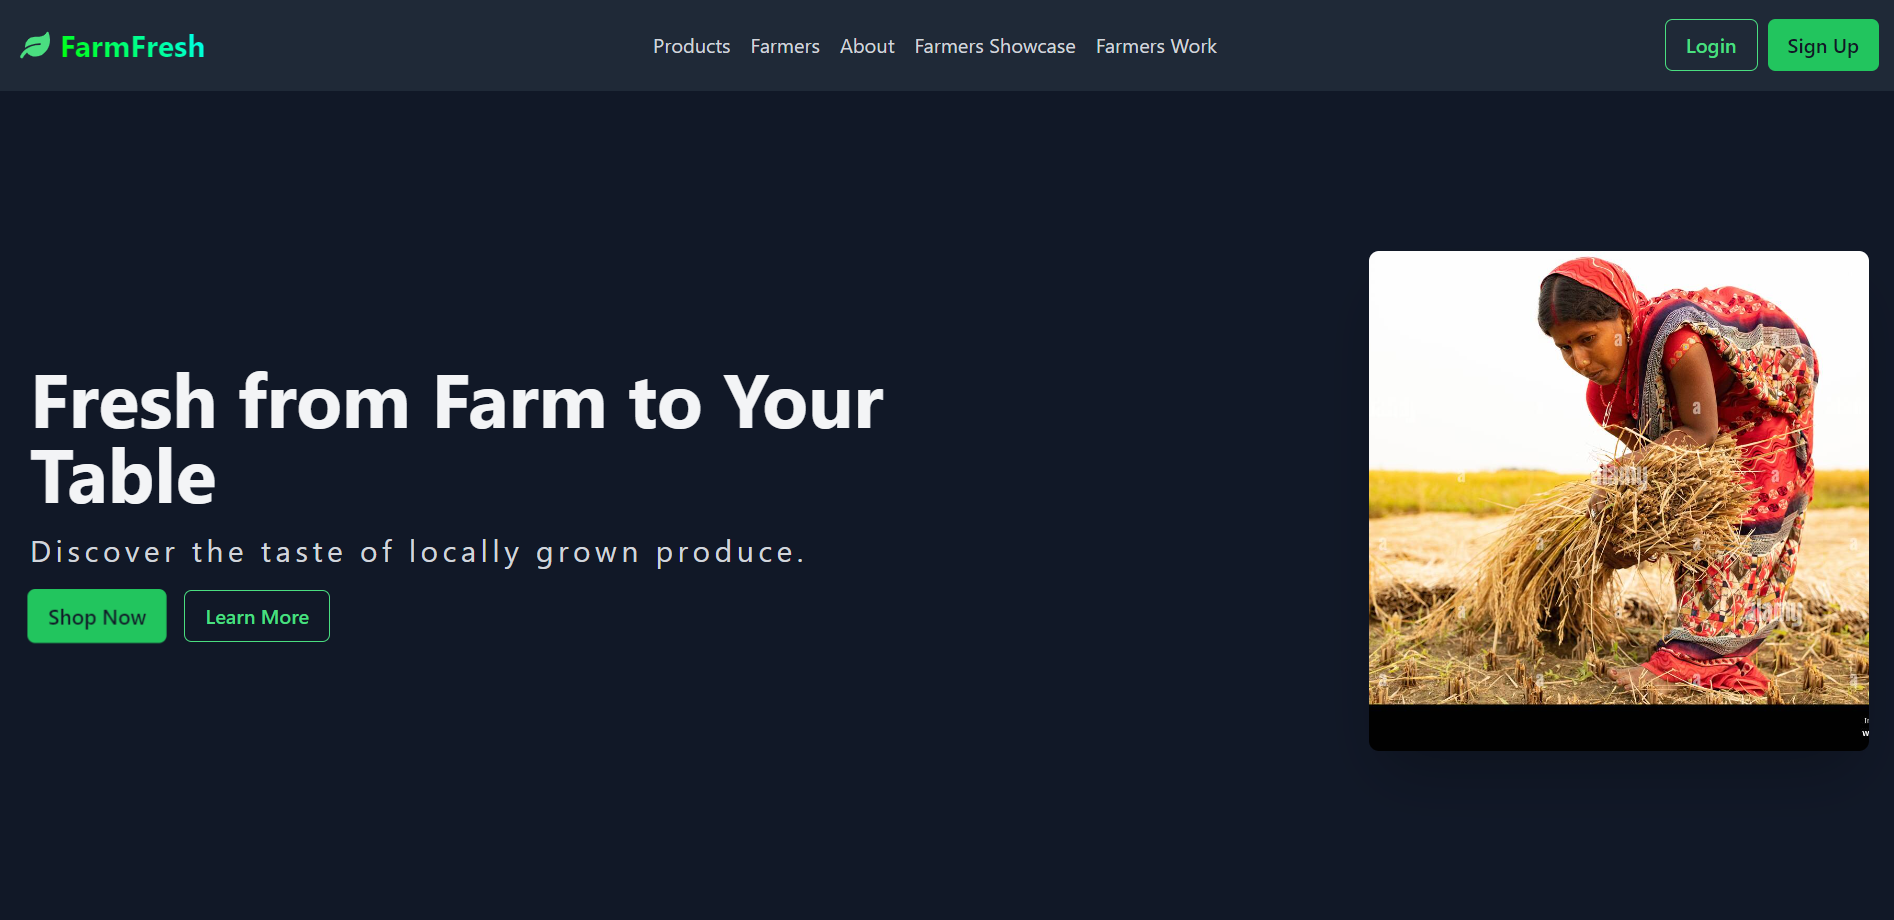 FarmFresh
Products Farmers About Farmers Showcase Farmers Work
Login Sign Up
Fresh from Farm to Your
Table
Discover the taste of locally grown produce.
Shop Now Learn More
a a
a
a alamy a
a a a a
a a alamy
a a a a